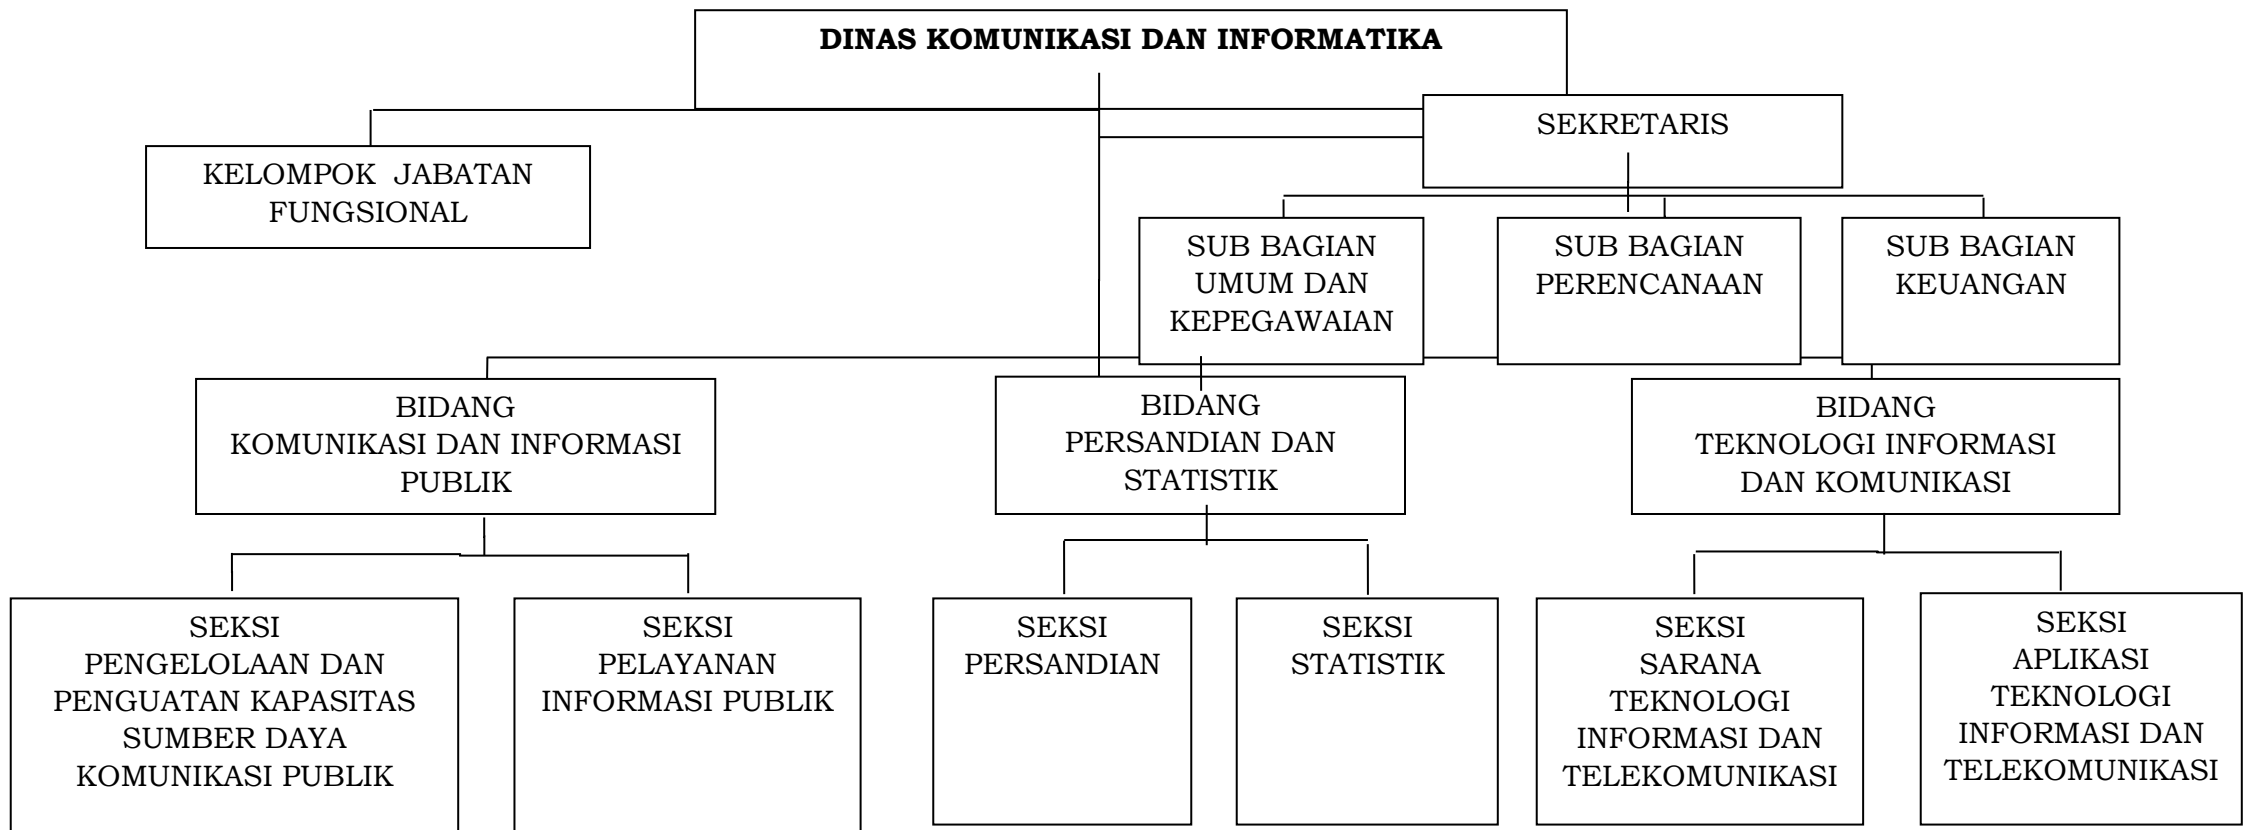 DINAS KOMUNIKASI DAN INFORMATIKA
SEKRETARIS
KELOMPOK JABATAN
FUNGSIONAL
SUB BAGIAN
UMUM DAN
KEPEGAWAIAN
SUB BAGIAN
PERENCANAAN
SUB BAGIAN
KEUANGAN
BIDANG
KOMUNIKASI DAN INFORMASI
PUBLIK
BIDANG
PERSANDIAN DAN
STATISTIK
BIDANG
TEKNOLOGI INFORMASI
DAN KOMUNIKASI
SEKSI
PENGELOLAAN DAN
PENGUATAN KAPASITAS
SUMBER DAYA
KOMUNIKASI PUBLIK
SEKSI
PELAYANAN
INFORMASI PUBLIK
SEKSI
PERSANDIAN
SEKSI
STATISTIK
SEKSI
SARANA
TEKNOLOGI
INFORMASI DAN
TELEKOMUNIKASI
SEKSI
APLIKASI
TEKNOLOGI
INFORMASI DAN
TELEKOMUNIKASI